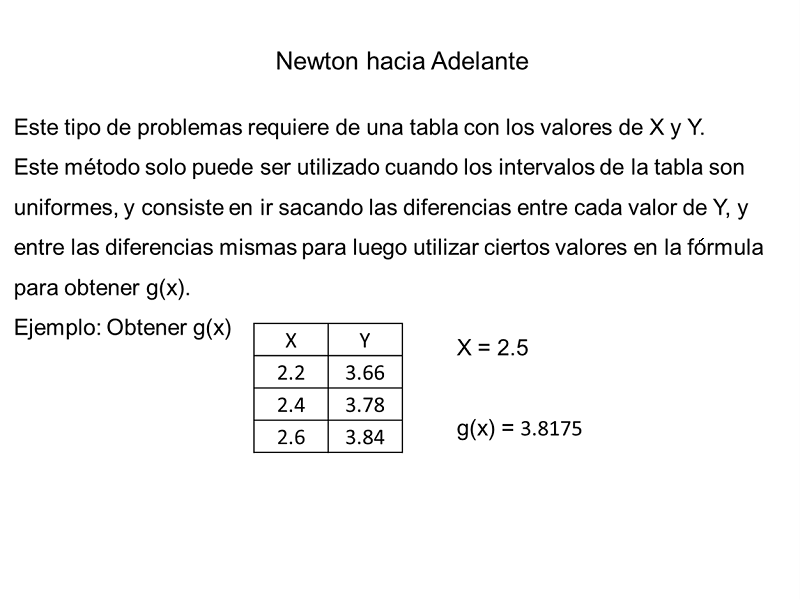 Newton hacia Adelante
Este tipo de problemas requiere de una tabla con los valores de X y Y.
Este método solo puede ser utilizado cuando los intervalos de la tabla son
uniformes, y consiste en ir sacando las diferencias entre cada valor de Y, y
entre las diferencias mismas para luego utilizar ciertos valores en la fórmula
para obtener g(x).
Ejemplo: Obtener g(x)
X Y
2.2 3.66
2.4 3.78
2.6 3.84
X = 2.5
g(x) = 3.8175